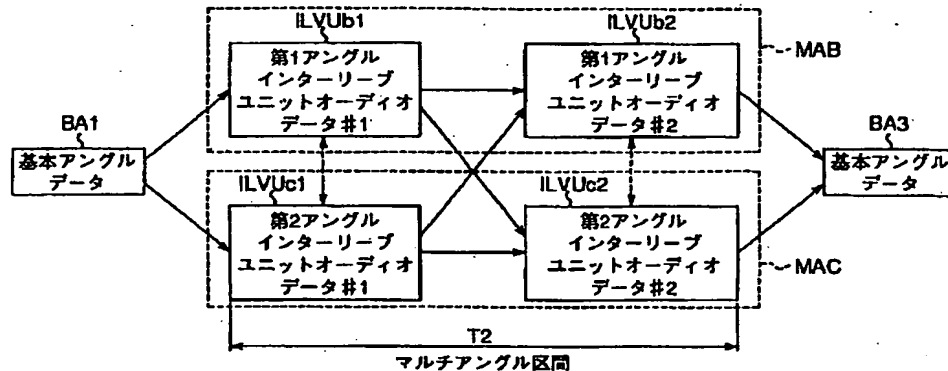 ILVUb1
ILVUb2
第1アングル
インターリーブ
ユニットオーディオ
データ#1
第1アングル
インターリーブ
ユニットオーディオ
データ#2
MAB
BA1
基本アングル
データ
BA3
基本アングル
データ
ILVUc1
ILVUc2
第2アングル
インターリーブ
ユニットオーディオ
データ#1
第2アングル
インターリーブ
ユニットオーディオ
データ#2
MAC
T2
マルチアングル区間